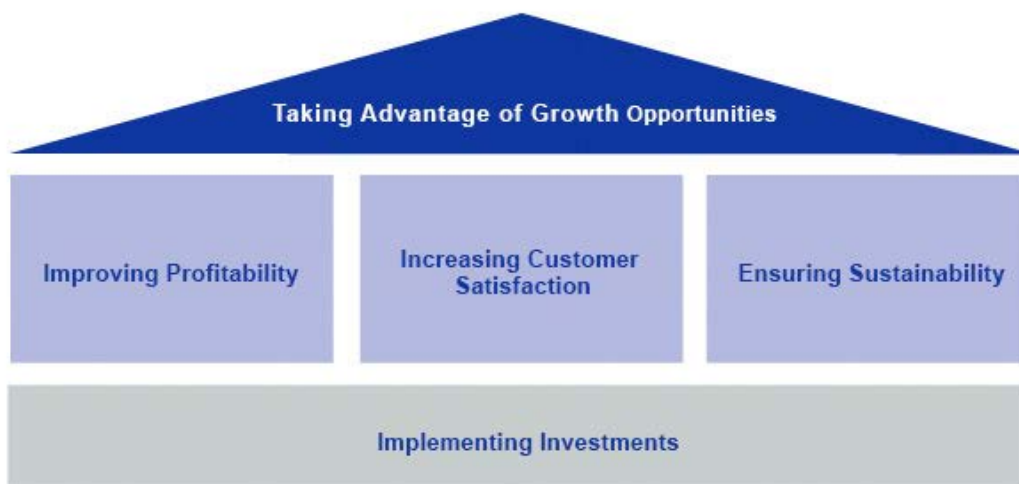 Taking Advantage of Growth Opportunities
Improving Profitability
Increasing Customer
Satisfaction
Ensuring Sustainability
Implementing Investments